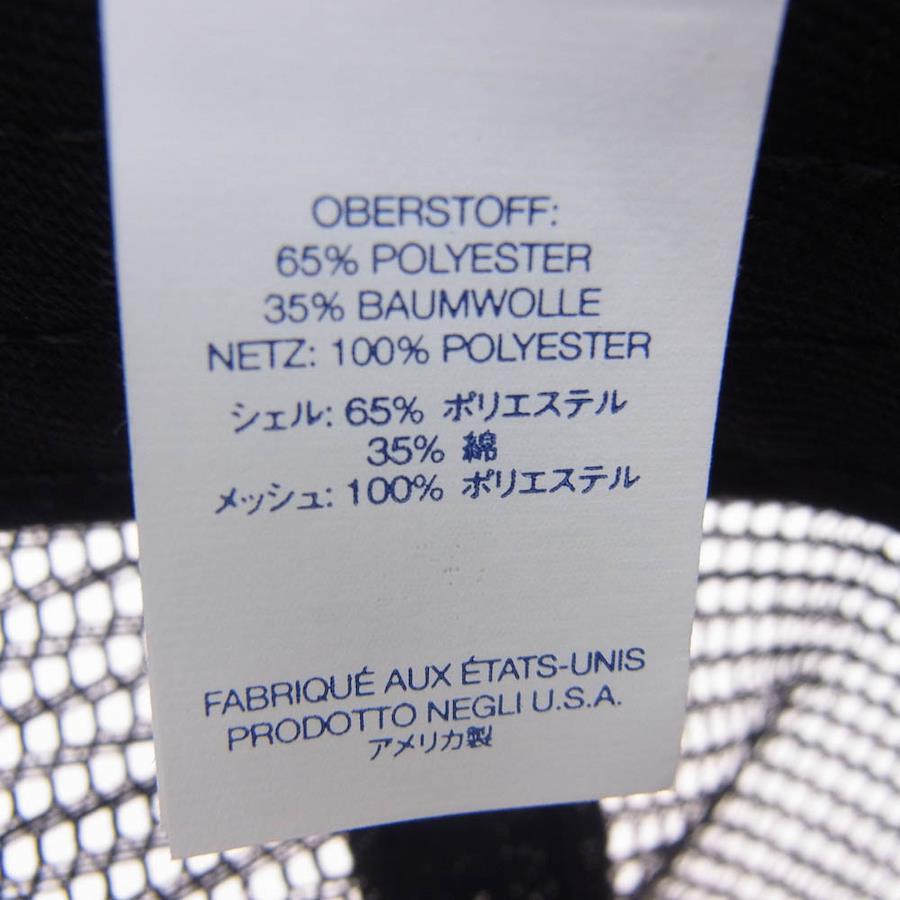 OBERSTOFF:
65% POLYESTER
35% BAUMWOLLE
NETZ: 100% POLYESTER
シェル: 65% ポリエステル
35% 綿
メッシュ: 100% ポリエステル
FABRIQUÉ AUX ÉTATS-UNIS
PRODOTTO NEGLI U.S.A.
アメリカ製